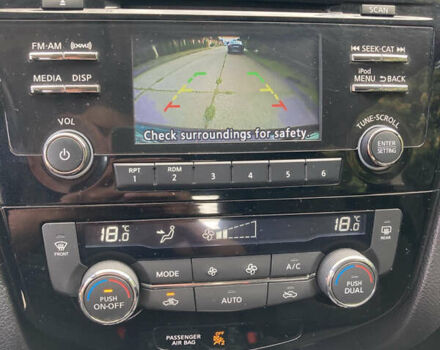 SCAN
FM·AM
((SXM))
SEEK·CAT
MEDIA DISP
iPod
MENU BACK
Check surroundings for safety.
VOL
TUNE·SCROLL
ENTER
SETTING
RPT
1
RDM
2
3
4
5
6
18.0 °C
18.0 °C
FRONT
REAR
MODE
A/C
PUSH
ON·OFF
AUTO
PUSH
DUAL
PASSENGER
AIR BAG